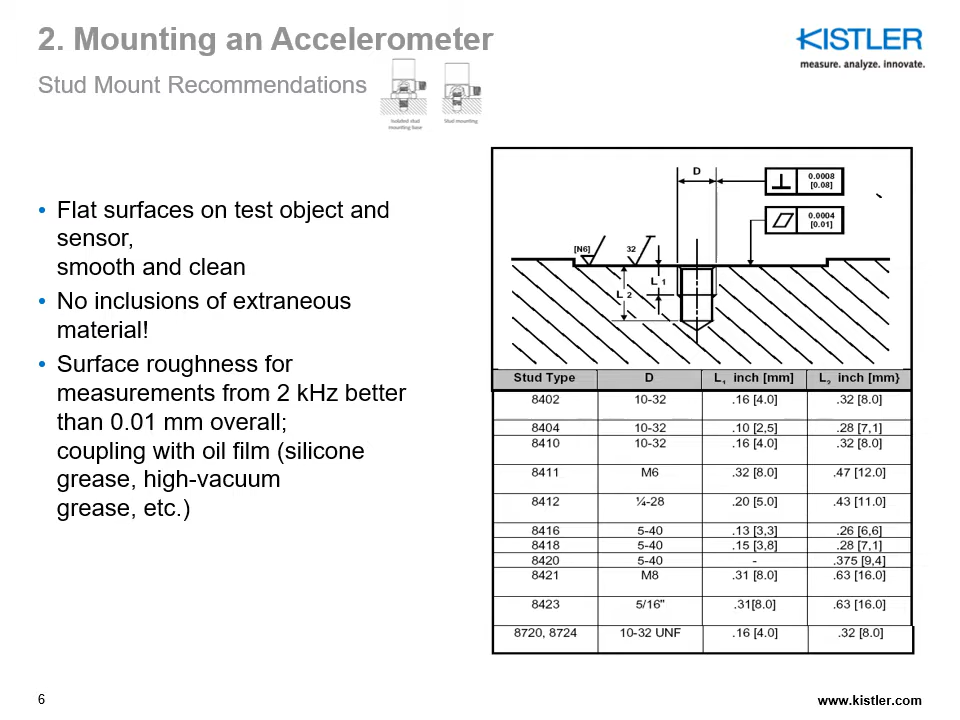 2. Mounting an Accelerometer
KISTLER
measure. analyze. innovate.
Stud Mount Recommendations
Isolated stud
mounting base
Stud mounting
• Flat surfaces on test object and
sensor,
smooth and clean
• No inclusions of extraneous
material!
• Surface roughness for
measurements from 2 kHz better
than 0.01 mm overall;
coupling with oil film (silicone
grease, high-vacuum
grease, etc.)
D
0.0008
[0.08]
0.0004
[0.01]
[N6]
32
L 1
L 2
Stud Type D L1 inch [mm] L2 inch [mm}
8402 10-32 .16 [4.0] .32 [8.0]
8404 10-32 .10 [2,5] .28 [7,1]
8410 10-32 .16 [4.0] .32 [8.0]
8411 M6 .32 [8.0] .47 [12.0]
8412 ¼-28 .20 [5.0] .43 [11.0]
8416 5-40 .13 [3,3] .26 [6,6]
8418 5-40 .15 [3,8] .28 [7,1]
8420 5-40 - .375 [9,4]
8421 M8 .31 [8.0] .63 [16.0]
8423 5/16" .31[8.0] .63 [16.0]
8720, 8724 10-32 UNF .16 [4.0] .32 [8.0]
6
www.kistler.com